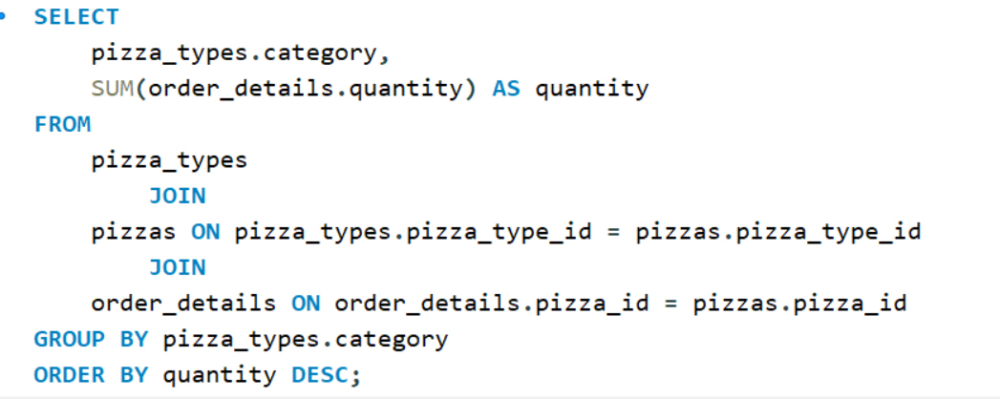 SELECT
pizza_types.category,
SUM(order_details.quantity) AS quantity
FROM
pizza_types
JOIN
pizzas ON pizza_types.pizza_type_id = pizzas.pizza_type_id
JOIN
order_details ON order_details.pizza_id = pizzas.pizza_id
GROUP BY pizza_types.category
ORDER BY quantity DESC;